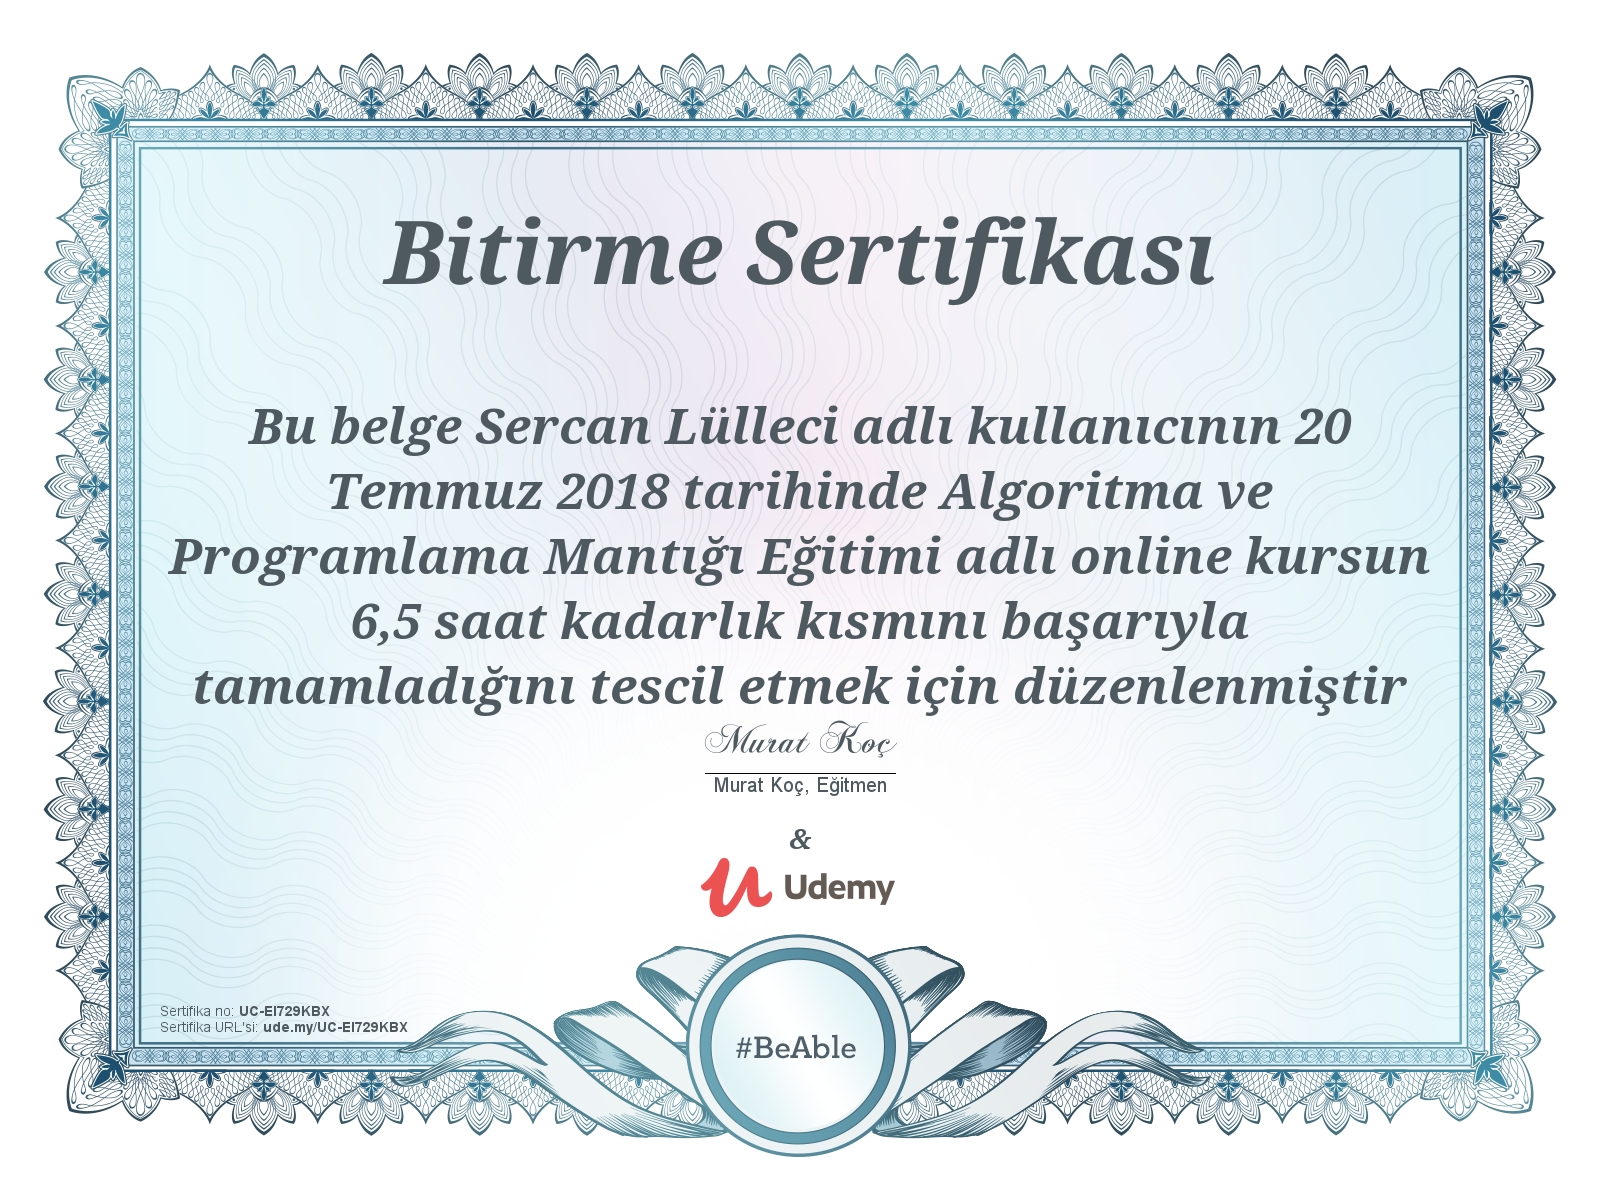 Bitirme Sertifikası
Bu belge Sercan Lülleci adlı kullanıcının 20
Temmuz 2018 tarihinde Algoritma ve
Programlama Mantığı Eğitimi adlı online kursun
6,5 saat kadarlık kısmını başarıyla
tamamladığını tescil etmek için düzenlenmiştir
Murat Koç
Murat Koç, Eğitmen
&
Udemy
Sertifika no: UC-EI729KBX
Sertifika URL'si: ude.my/UC-EI729KBX
#BeAble